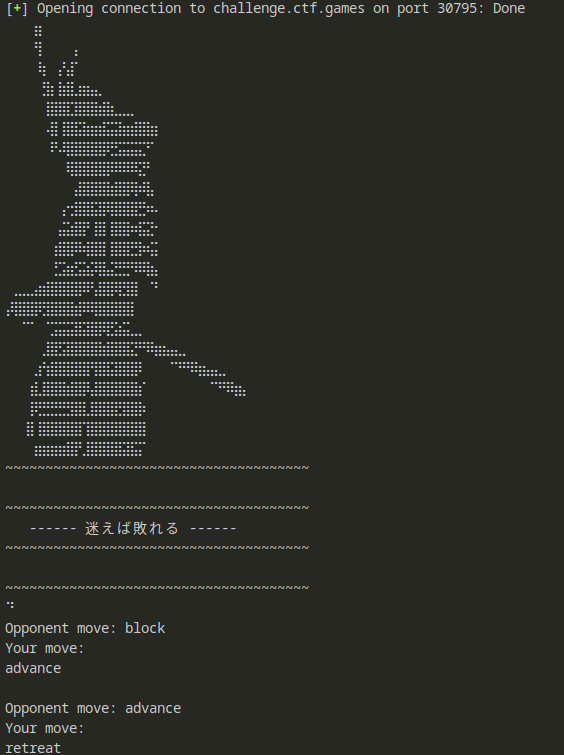 [+] Opening connection to challenge.ctf.games on port 30795: Done
~~~~~~~~~~~~~~~~~~~~~~~~~~~~~~~~~~~~~~
~~~~~~~~~~~~~~~~~~~~~~~~~~~~~~~~~~~~~~
------ 迷えば敗れる ------
~~~~~~~~~~~~~~~~~~~~~~~~~~~~~~~~~~~~~~
~~~~~~~~~~~~~~~~~~~~~~~~~~~~~~~~~~~~~~
Opponent move: block
Your move:
advance
Opponent move: advance
Your move:
retreat